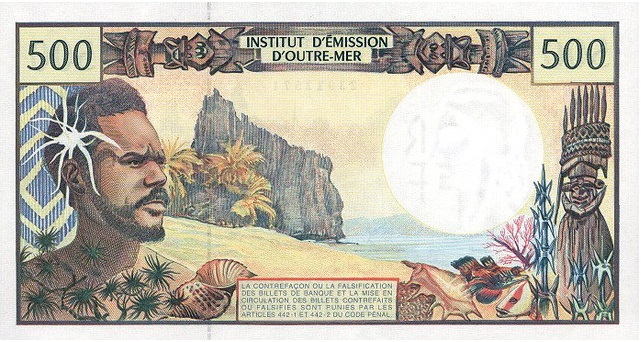 500
INSTITUT D'ÉMISSION
D'OUTRE-MER
500
LA CONTREFAÇON OU LA FALSIFICATION
DES BILLETS DE BANQUE ET LA MISE EN
CIRCULATION DES BILLETS CONTREFAITS
OU FALSIFIÉS SONT PUNIES PAR LES
ARTICLES 442-1 ET 442-2 DU CODE PÉNAL.